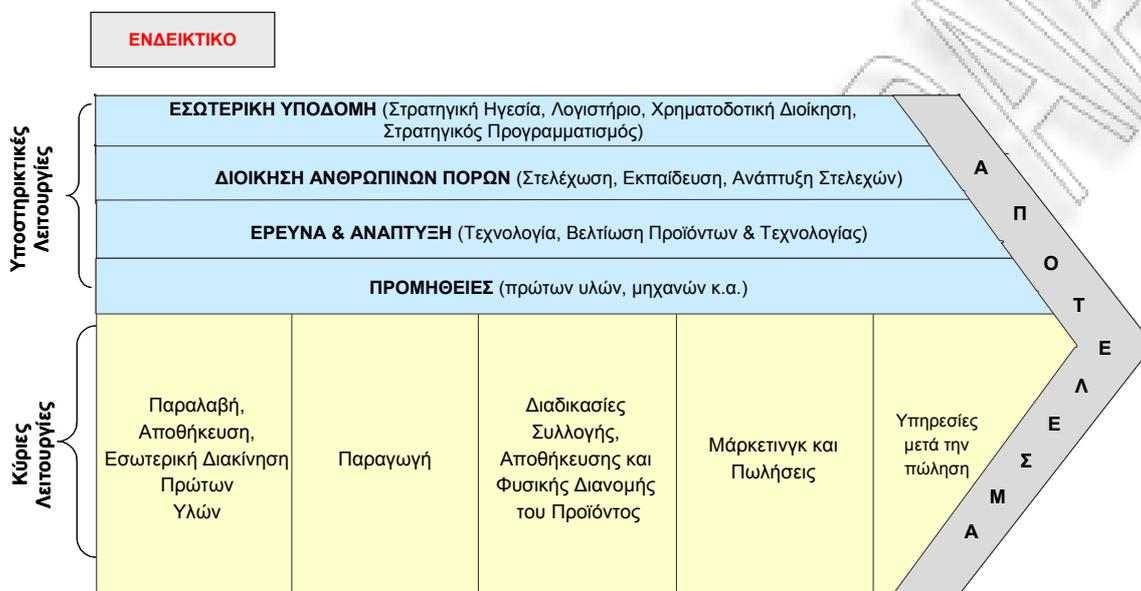 ΕΝΔΕΙΚΤΙΚΟ
Υποστηρικτικές
Λειτουργίες
ΕΣΩΤΕΡΙΚΗ ΥΠΟΔΟΜΗ (Στρατηγική Ηγεσία, Λογιστήριο, Χρηματοδοτική Διοίκηση,
Στρατηγικός Προγραμματισμός)
ΔΙΟΙΚΗΣΗ ΑΝΘΡΩΠΙΝΩΝ ΠΟΡΩΝ (Στελέχωση, Εκπαίδευση, Ανάπτυξη Στελεχών)
ΕΡΕΥΝΑ & ΑΝΑΠΤΥΞΗ (Τεχνολογία, Βελτίωση Προϊόντων & Τεχνολογίας)
ΠΡΟΜΗΘΕΙΕΣ (πρώτων υλών, μηχανών κ.α.)
Κύριες
Λειτουργίες
Παραλαβή,
Αποθήκευση,
Εσωτερική Διακίνηση
Πρώτων
Υλών
Παραγωγή
Διαδικασίες
Συλλογής,
Αποθήκευσης και
Φυσικής Διανομής
του Προϊόντος
Μάρκετινγκ και
Πωλήσεις
Υπηρεσίες
μετά την
πώληση
Α
Π
Ο
Τ
Ε
Λ
Ε
Σ
Μ
Α